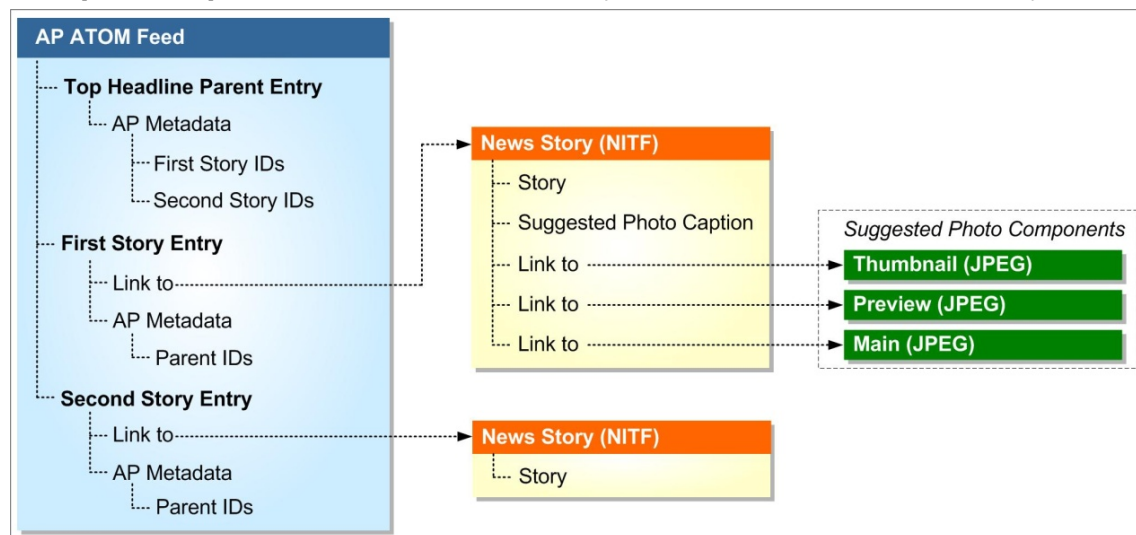 AP ATOM Feed
Top Headline Parent Entry
AP Metadata
First Story IDs
Second Story IDs
First Story Entry
Link to
AP Metadata
Parent IDs
Second Story Entry
Link to
AP Metadata
Parent IDs
News Story (NITF)
Story
Suggested Photo Caption
Link to
Link to
Link to
News Story (NITF)
Story
Suggested Photo Components
Thumbnail (JPEG)
Preview (JPEG)
Main (JPEG)